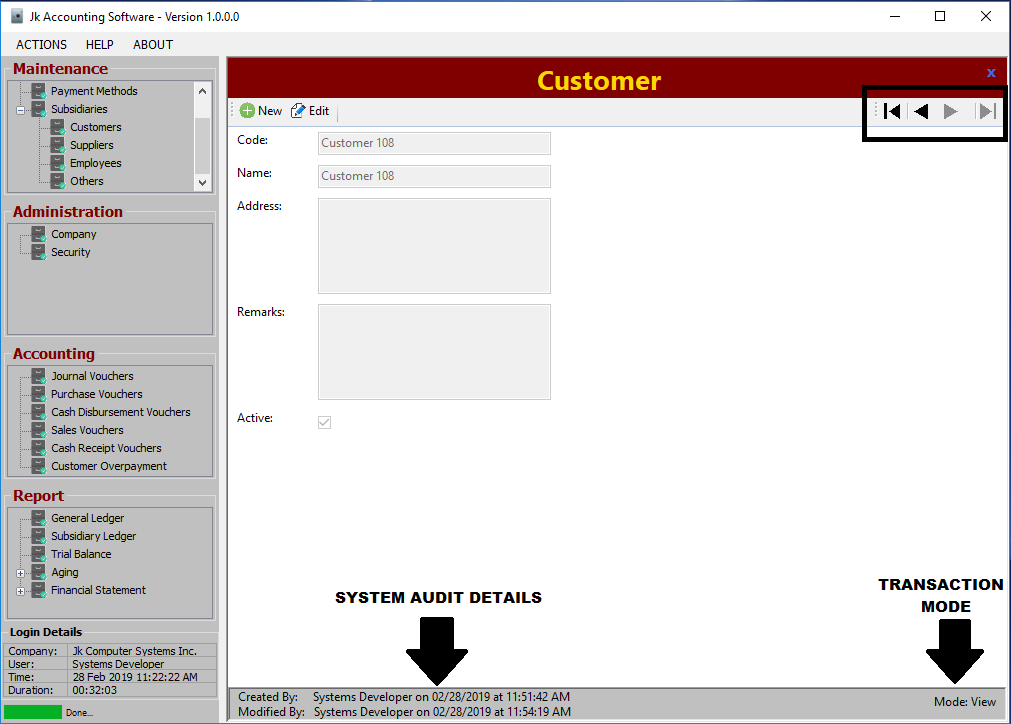 Jk Accounting Software - Version 1.0.0.0
ACTIONS HELP ABOUT
Maintenance
Payment Methods
Subsidiaries
Customers
Suppliers
Employees
Others
Administration
Company
Security
Accounting
Journal Vouchers
Purchase Vouchers
Cash Disbursement Vouchers
Sales Vouchers
Cash Receipt Vouchers
Customer Overpayment
Report
General Ledger
Subsidiary Ledger
Trial Balance
Aging
Financial Statement
Login Details
Company: Jk Computer Systems Inc.
User: Systems Developer
Time: 28 Feb 2019 11:22:22 AM
Duration: 00:32:03
Done...
Customer x
New Edit
Code: Customer 108
Name: Customer 108
Address:
Remarks:
Active:
SYSTEM AUDIT DETAILS
TRANSACTION
MODE
Created By: Systems Developer on 02/28/2019 at 11:51:42 AM
Modified By: Systems Developer on 02/28/2019 at 11:54:19 AM
Mode: View